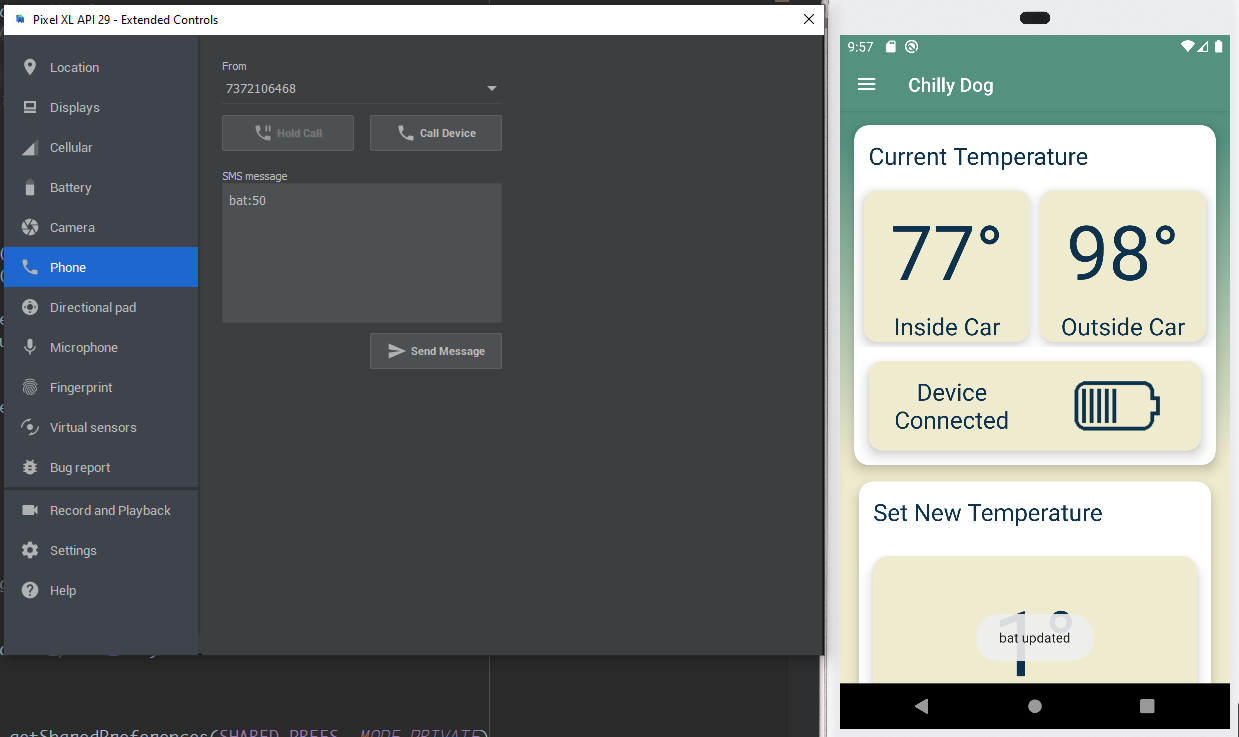 Pixel XL API 29 - Extended Controls
Location
Displays
Cellular
Battery
Camera
Phone
Directional pad
Microphone
Fingerprint
Virtual sensors
Bug report
Record and Playback
Settings
Help
From
7372106468
Hold Call
Call Device
SMS message
bat:50
Send Message
getSharedPreferences(SHARED_PREFS, MODE_PRIVATE)
9:57
Chilly Dog
Current Temperature
77°
98°
Inside Car
Outside Car
Device
Connected
Set New Temperature
1°
bat updated